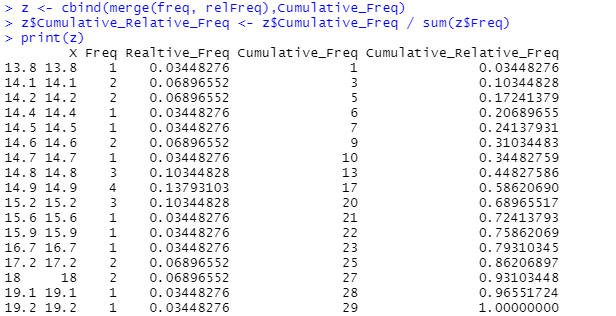 > z <- cbind(merge(freq, relFreq),Cumulative_Freq)
> z$Cumulative_Relative_Freq <- z$Cumulative_Freq / sum(z$Freq)
> print(z)
X Freq Realtive_Freq Cumulative_Freq Cumulative_Relative_Freq
13.8 13.8 1 0.03448276 1 0.03448276
14.1 14.1 2 0.06896552 3 0.10344828
14.2 14.2 2 0.06896552 5 0.17241379
14.4 14.4 1 0.03448276 6 0.20689655
14.5 14.5 1 0.03448276 7 0.24137931
14.6 14.6 2 0.06896552 9 0.31034483
14.7 14.7 1 0.03448276 10 0.34482759
14.8 14.8 3 0.10344828 13 0.44827586
14.9 14.9 4 0.13793103 17 0.58620690
15.2 15.2 3 0.10344828 20 0.68965517
15.6 15.6 1 0.03448276 21 0.72413793
15.9 15.9 1 0.03448276 22 0.75862069
16.7 16.7 1 0.03448276 23 0.79310345
17.2 17.2 2 0.06896552 25 0.86206897
18 18 2 0.06896552 27 0.93103448
19.1 19.1 1 0.03448276 28 0.96551724
19.2 19.2 1 0.03448276 29 1.00000000